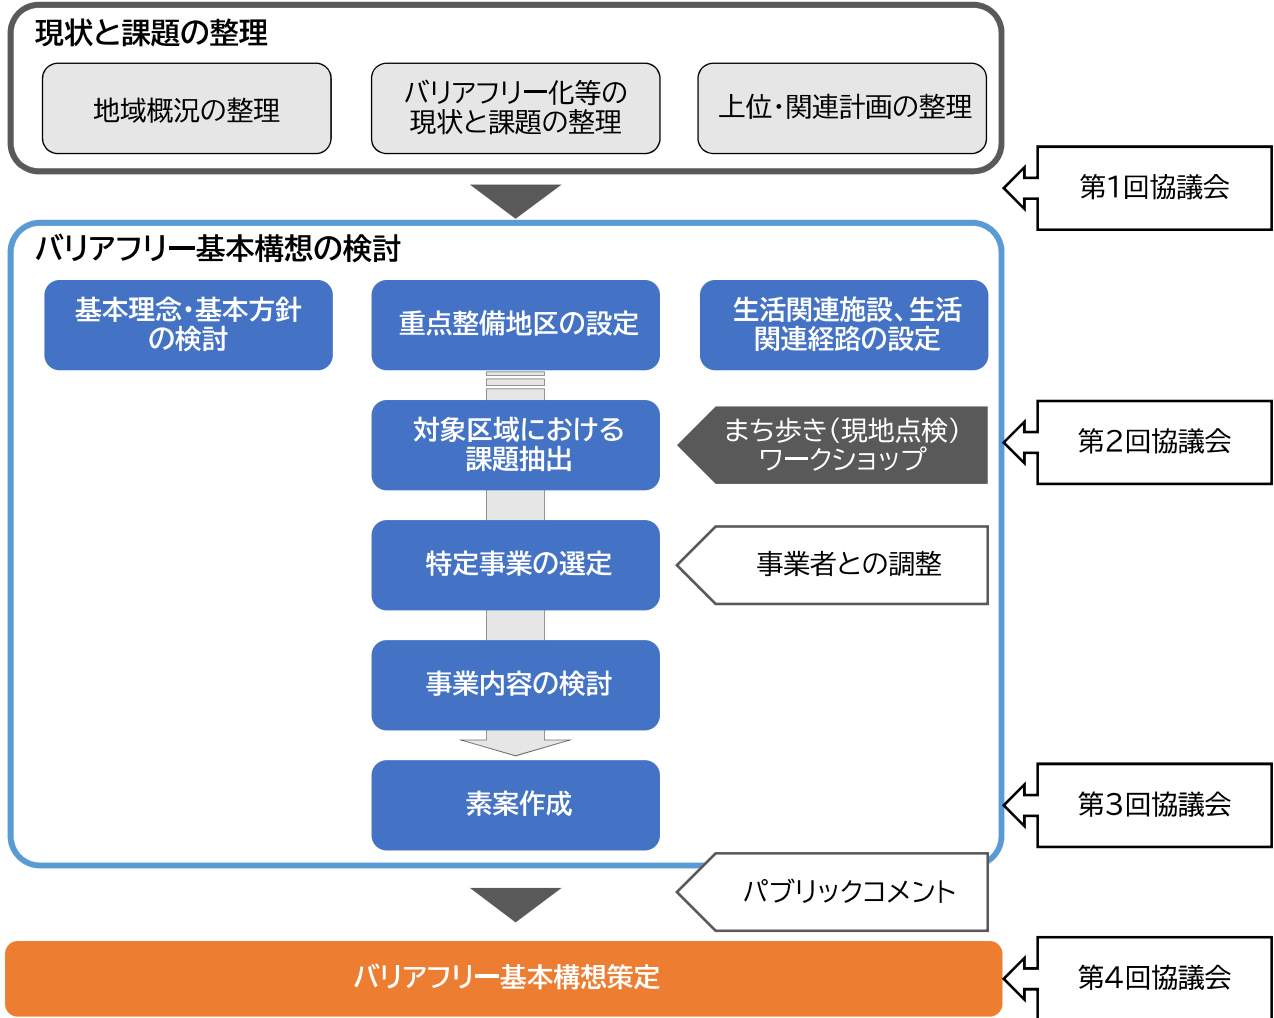 現状と課題の整理
地域概況の整理
バリアフリー化等の
現状と課題の整理
上位・関連計画の整理
第1回協議会
バリアフリー基本構想の検討
基本理念・基本方針
の検討
重点整備地区の設定
生活関連施設、生活
関連経路の設定
対象区域における
課題抽出
まち歩き（現地点検）
ワークショップ
第2回協議会
特定事業の選定
事業者との調整
事業内容の検討
素案作成
第3回協議会
パブリックコメント
バリアフリー基本構想策定
第4回協議会